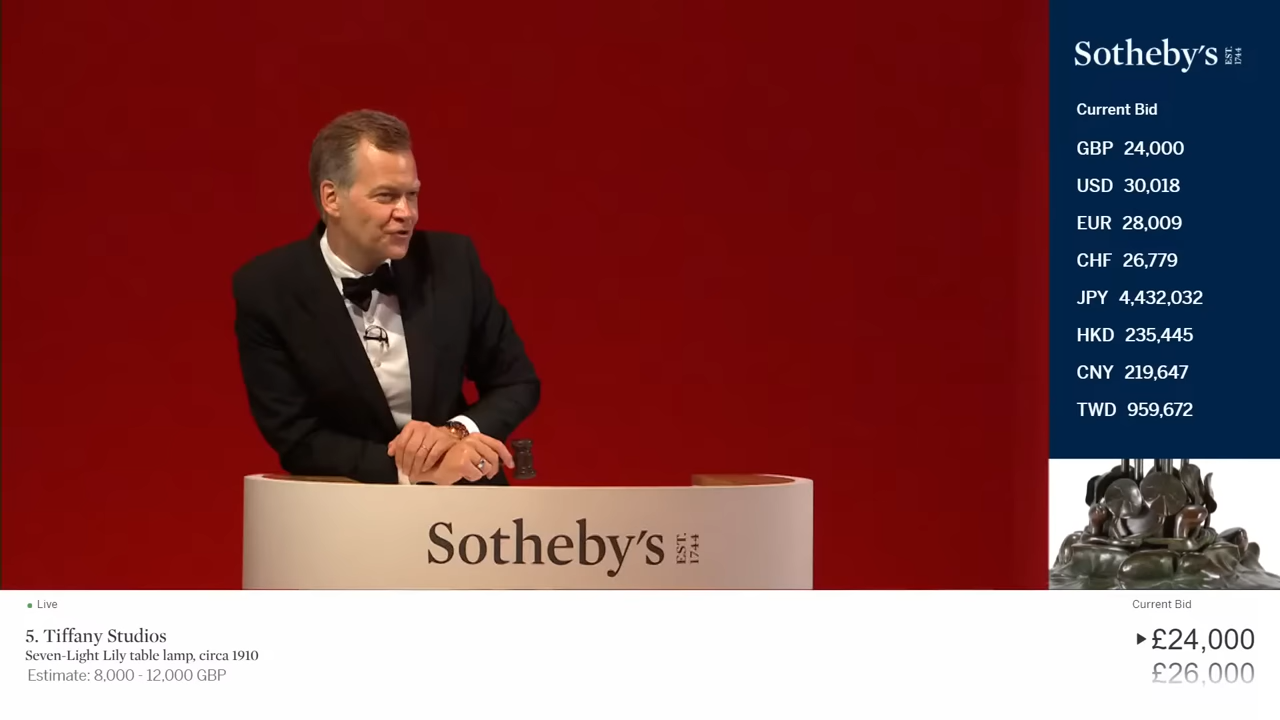 Sotheby's EST. 1744
Current Bid
GBP 24,000
USD 30,018
EUR 28,009
CHF 26,779
JPY 4,432,032
HKD 235,445
CNY 219,647
TWD 959,672
Sotheby's EST. 1744
Live
Current Bid
5. Tiffany Studios
£24,000
Seven-Light Lily table lamp, circa 1910
Estimate: 8,000 - 12,000 GBP
£26,000